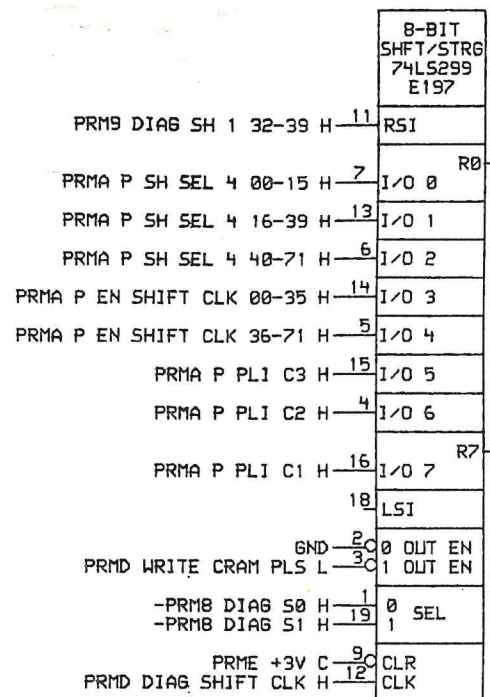 8-BIT
SHFT/STRG
74LS299
E197
PRM9 DIAG SH 1 32-39 H 11 RSI
R0
PRMA P SH SEL 4 00-15 H 7 I/O 0
PRMA P SH SEL 4 16-39 H 13 I/O 1
PRMA P SH SEL 4 40-71 H 6 I/O 2
PRMA P EN SHIFT CLK 00-35 H 14 I/O 3
PRMA P EN SHIFT CLK 36-71 H 5 I/O 4
PRMA P PLI C3 H 15 I/O 5
PRMA P PLI C2 H 4 I/O 6
R7
PRMA P PLI C1 H 16 I/O 7
18 LSI
GND 2 0 OUT EN
PRMD WRITE CRAM PLS L 3 1 OUT EN
-PRM8 DIAG S0 H 1 0 SEL
-PRM8 DIAG S1 H 19 1
PRME +3V C 9 CLR
PRMD DIAG SHIFT CLK H 12 CLK